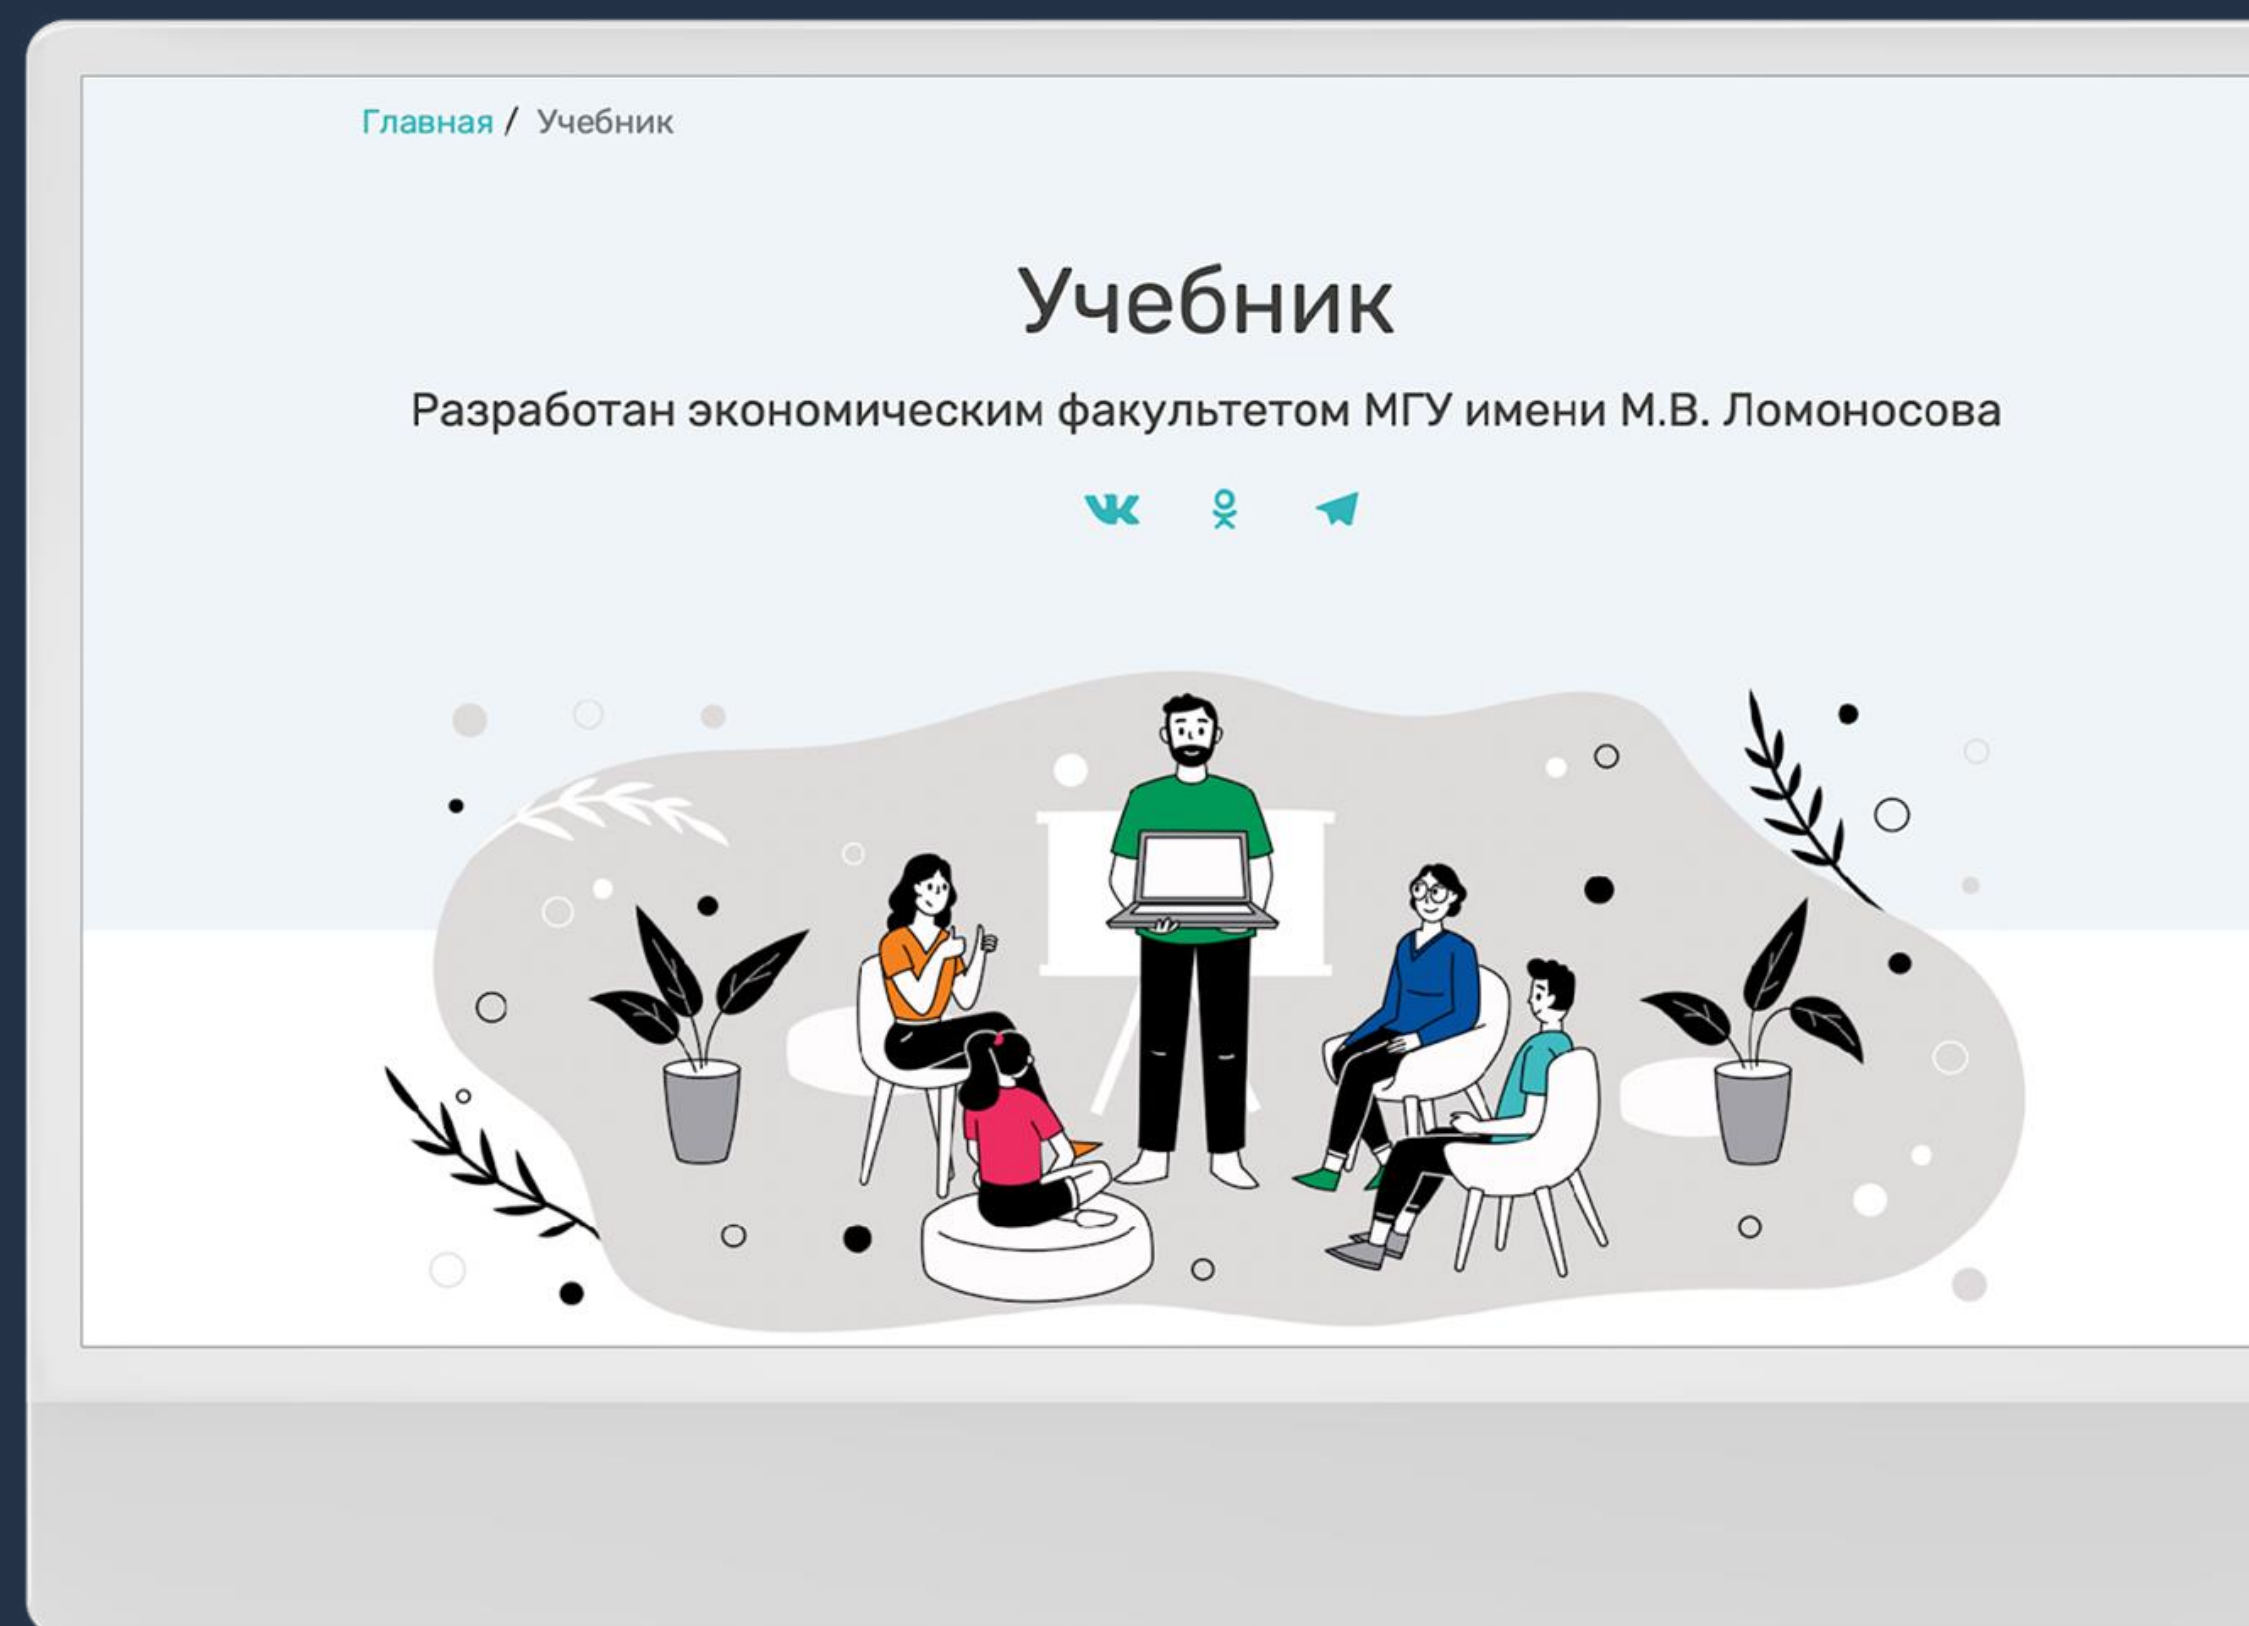 Главная / Учебник
Учебник
Разработан экономическим факультетом МГУ имени М.В. Ломоносова